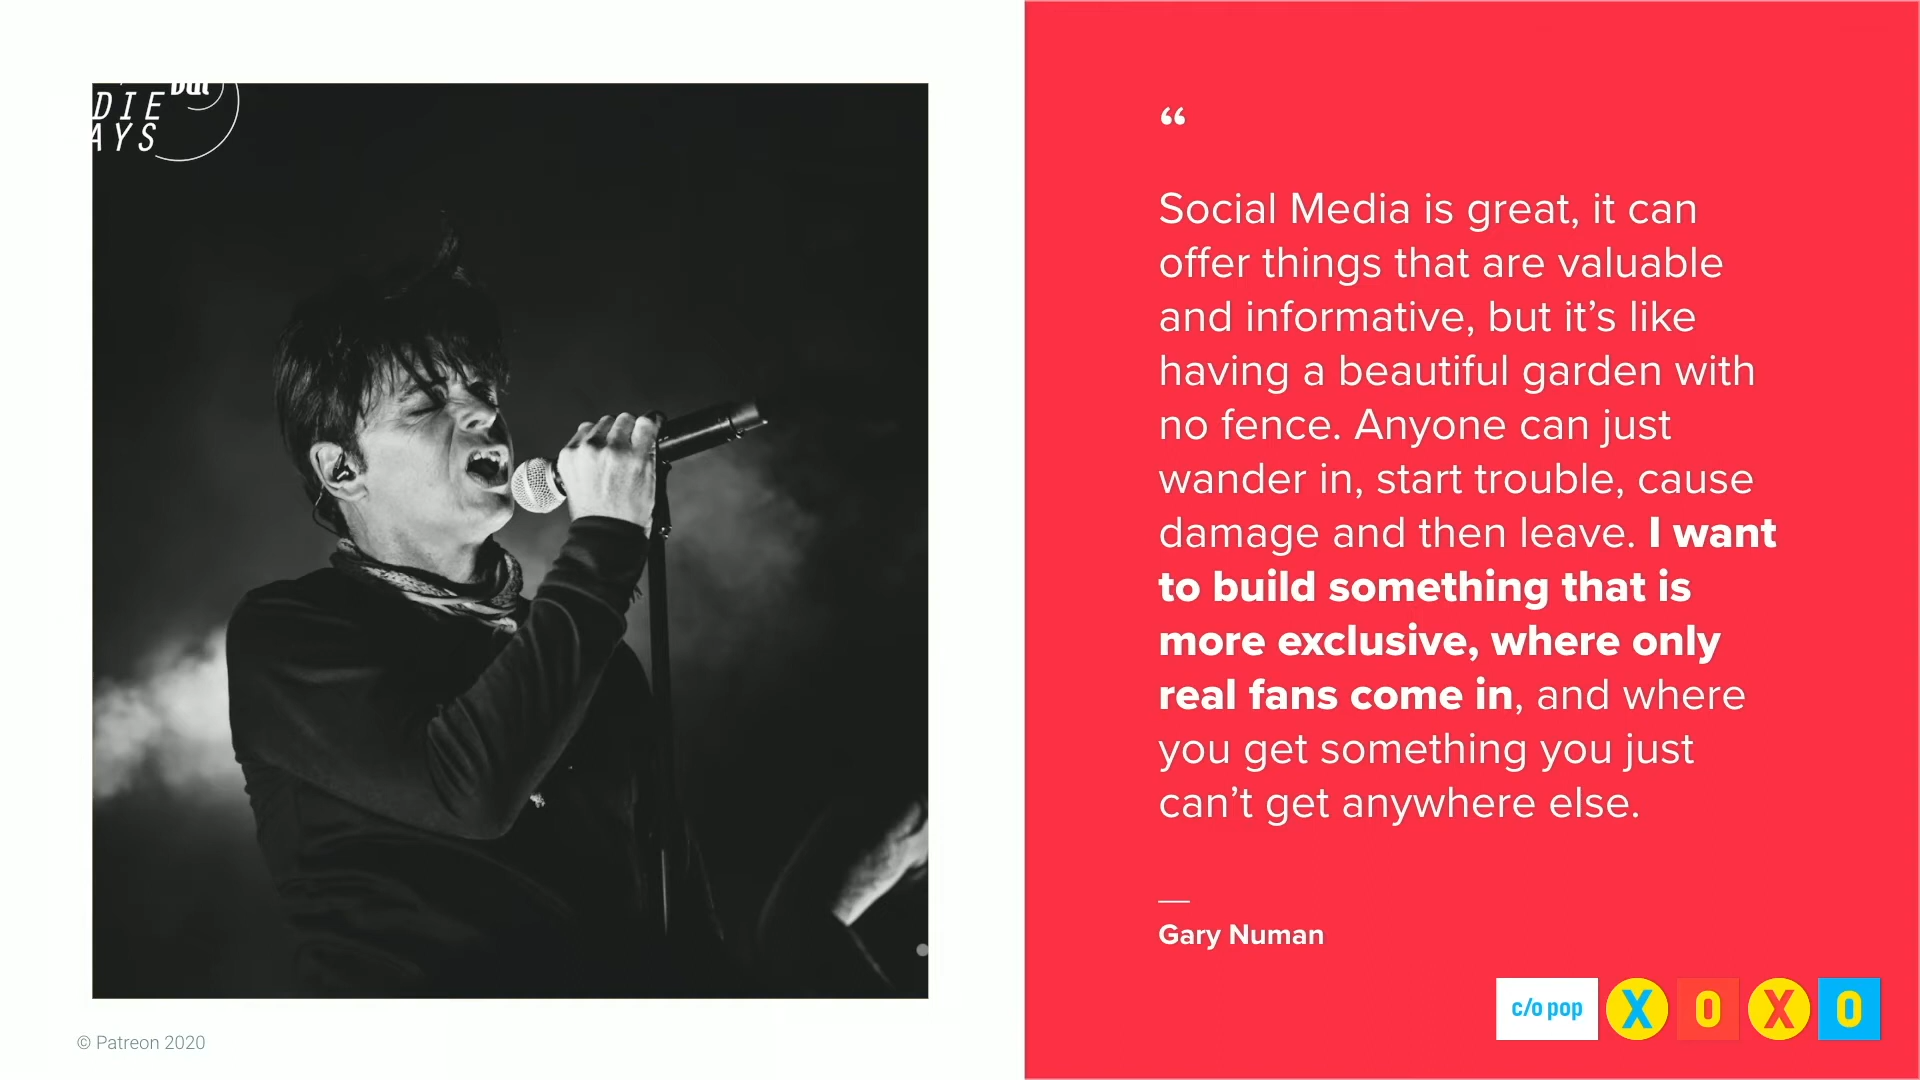 DIE
AYS
“
Social Media is great, it can
offer things that are valuable
and informative, but it’s like
having a beautiful garden with
no fence. Anyone can just
wander in, start trouble, cause
damage and then leave. I want
to build something that is
more exclusive, where only
real fans come in, and where
you get something you just
can’t get anywhere else.
Gary Numan
c/o pop X O X O
© Patreon 2020